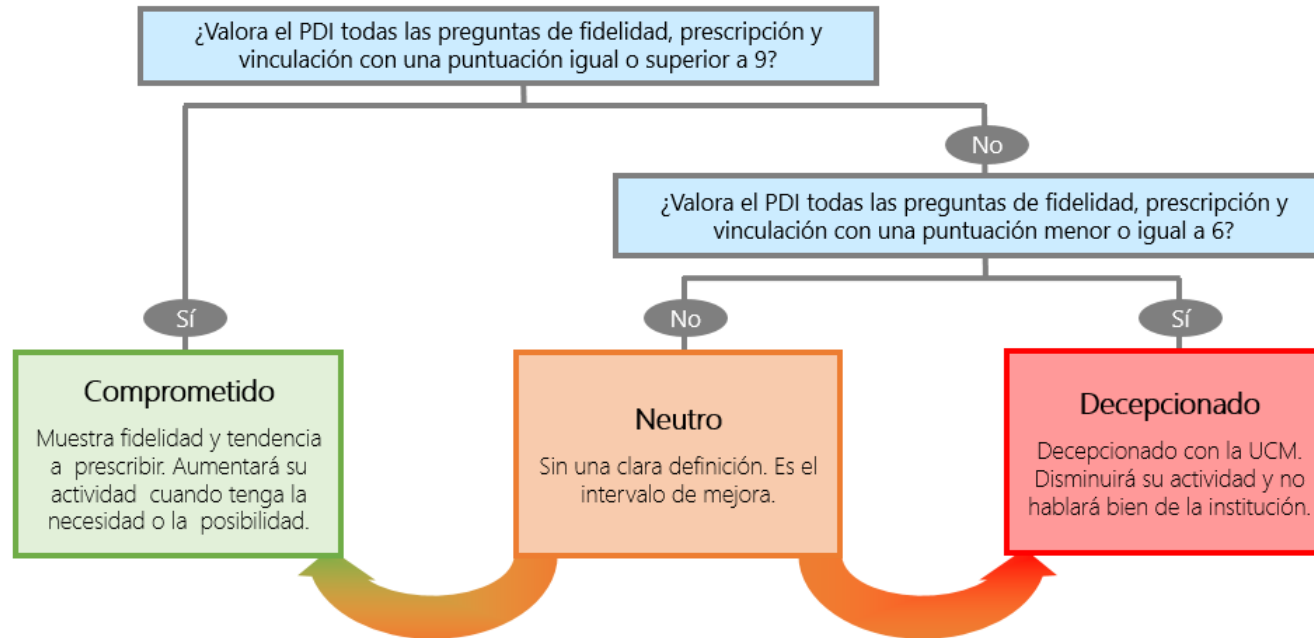 ¿Valora el PDI todas las preguntas de fidelidad, prescripción y
vinculación con una puntuación igual o superior a 9?
No
¿Valora el PDI todas las preguntas de fidelidad, prescripción y
vinculación con una puntuación menor o igual a 6?
Sí
No
Sí
Comprometido
Muestra fidelidad y tendencia
a prescribir. Aumentará su
actividad cuando tenga la
necesidad o la posibilidad.
Neutro
Sin una clara definición. Es el
intervalo de mejora.
Decepcionado
Decepcionado con la UCM.
Disminuirá su actividad y no
hablará bien de la institución.